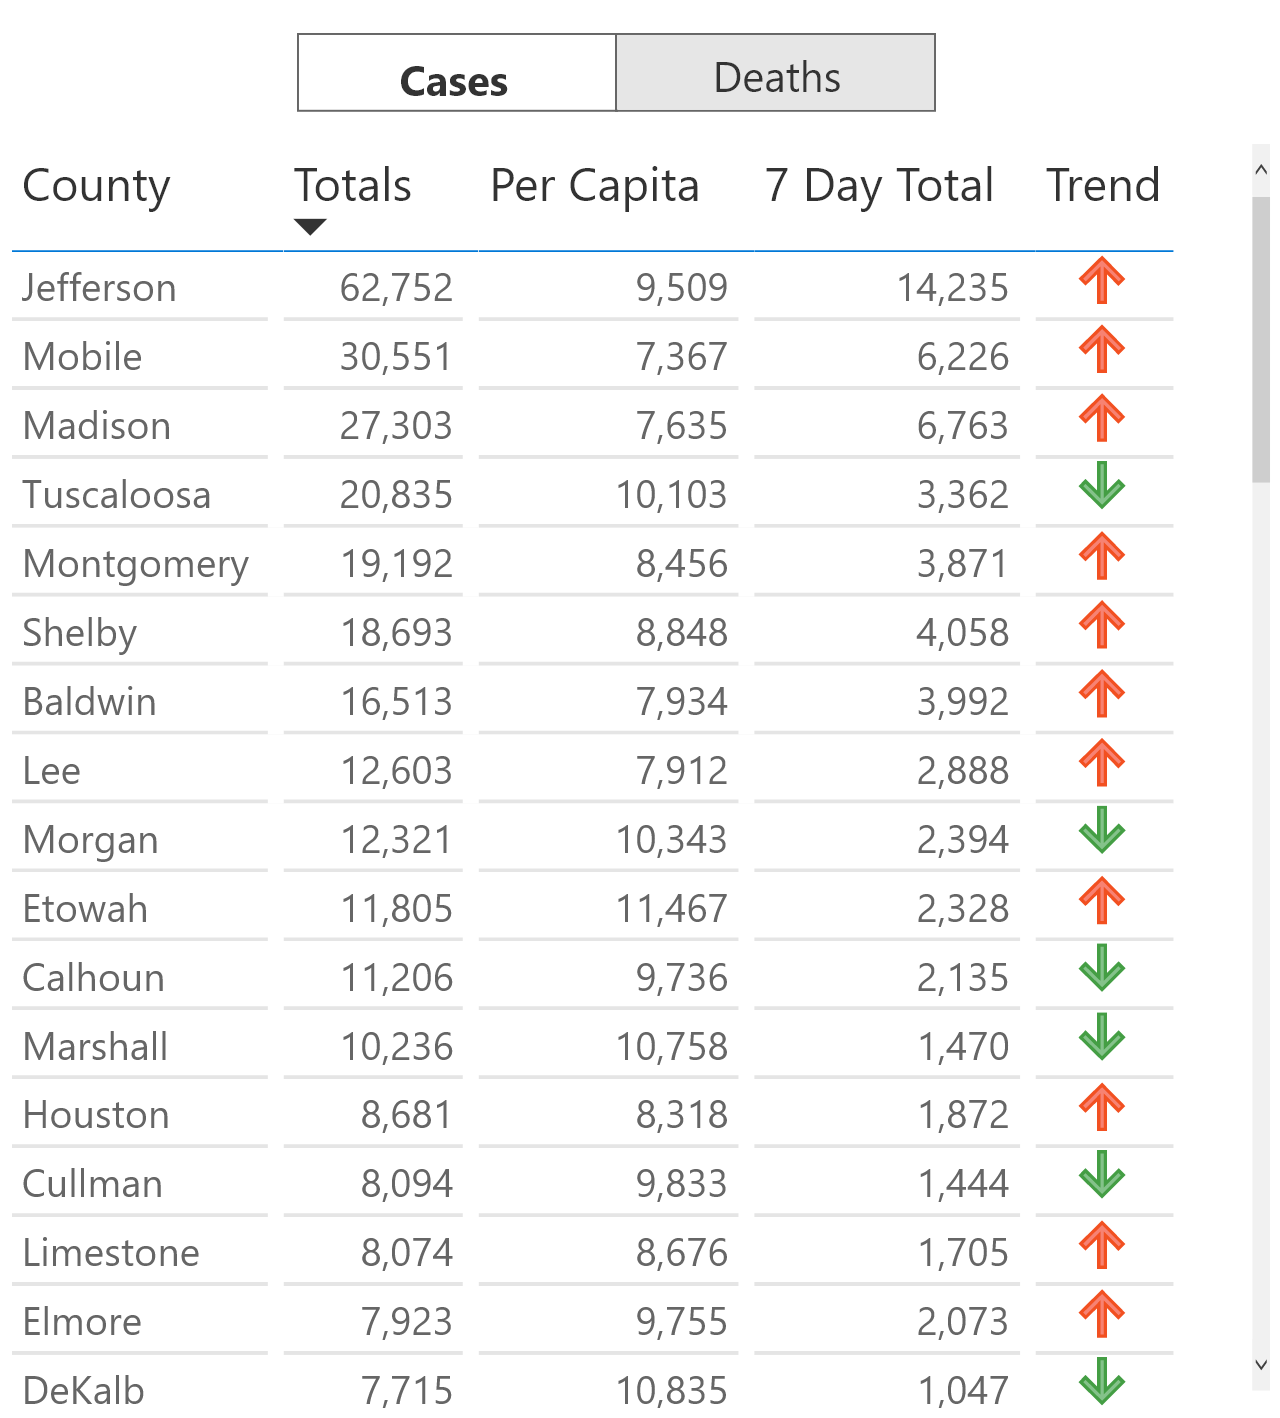 Cases Deaths
County Totals Per Capita 7 Day Total Trend
Jefferson 62,752 9,509 14,235
Mobile 30,551 7,367 6,226
Madison 27,303 7,635 6,763
Tuscaloosa 20,835 10,103 3,362
Montgomery 19,192 8,456 3,871
Shelby 18,693 8,848 4,058
Baldwin 16,513 7,934 3,992
Lee 12,603 7,912 2,888
Morgan 12,321 10,343 2,394
Etowah 11,805 11,467 2,328
Calhoun 11,206 9,736 2,135
Marshall 10,236 10,758 1,470
Houston 8,681 8,318 1,872
Cullman 8,094 9,833 1,444
Limestone 8,074 8,676 1,705
Elmore 7,923 9,755 2,073
DeKalb 7,715 10,835 1,047